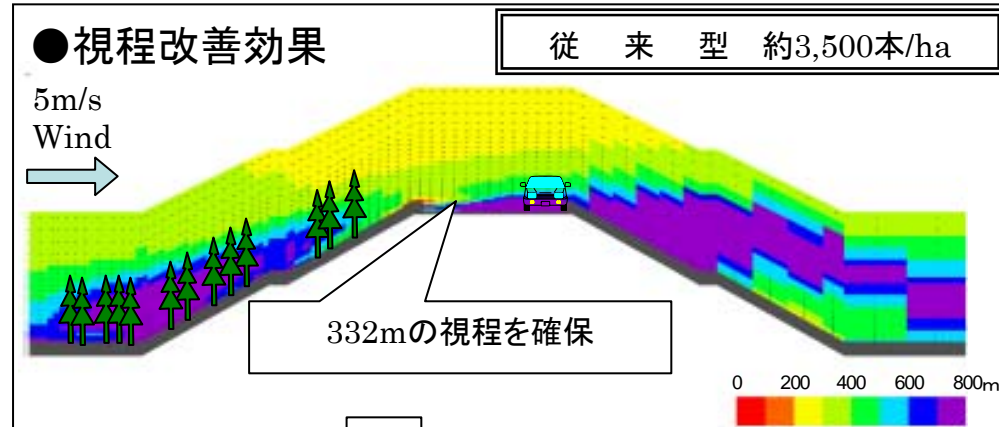 ●視程改善効果
従 来 型 約3,500本/ha
5m/s
Wind
332mの視程を確保
0 200 400 600 800m